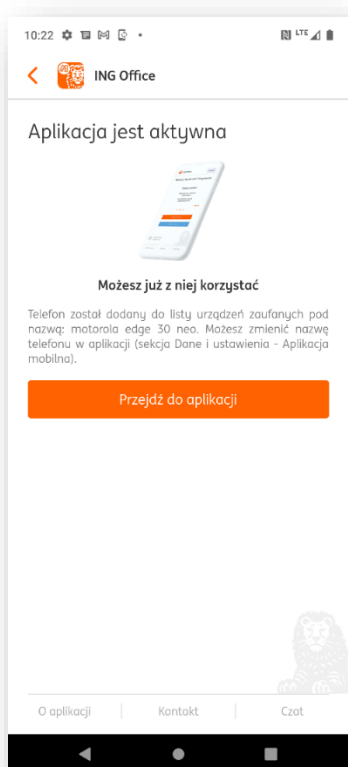 10:22
LTE
ING Office
Aplikacja jest aktywna
Możesz już z niej korzystać
Telefon został dodany do listy urządzeń zaufanych pod
nazwą: motorola edge 30 neo. Możesz zmienić nazwę
telefonu w aplikacji (sekcja Dane i ustawienia - Aplikacja
mobilna).
Przejdź do aplikacji
O aplikacji
Kontakt
Czat